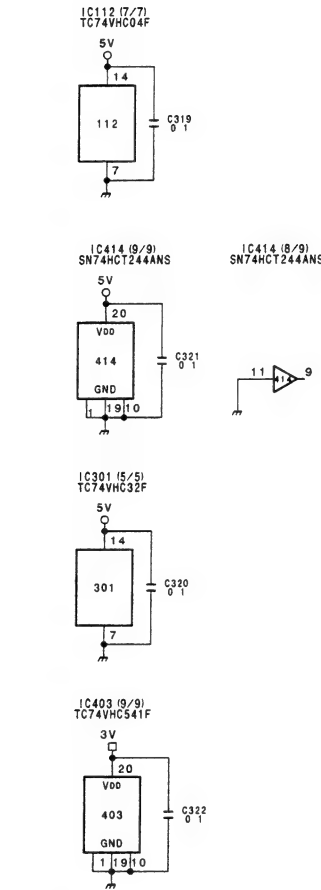 IC112 (7/7)
TC74VHC04F
5V
14
112
C319
0 1
7
IC414 (9/9)
SN74HCT244ANS
5V
20
VDD
414
GND
1 19 10
C321
0 1
IC414 (8/9)
SN74HCT244ANS
11
414
9
IC301 (5/5)
TC74VHC32F
5V
14
301
C320
0 1
7
IC403 (9/9)
TC74VHC541F
3V
20
VDD
403
GND
1 19 10
C322
0 1